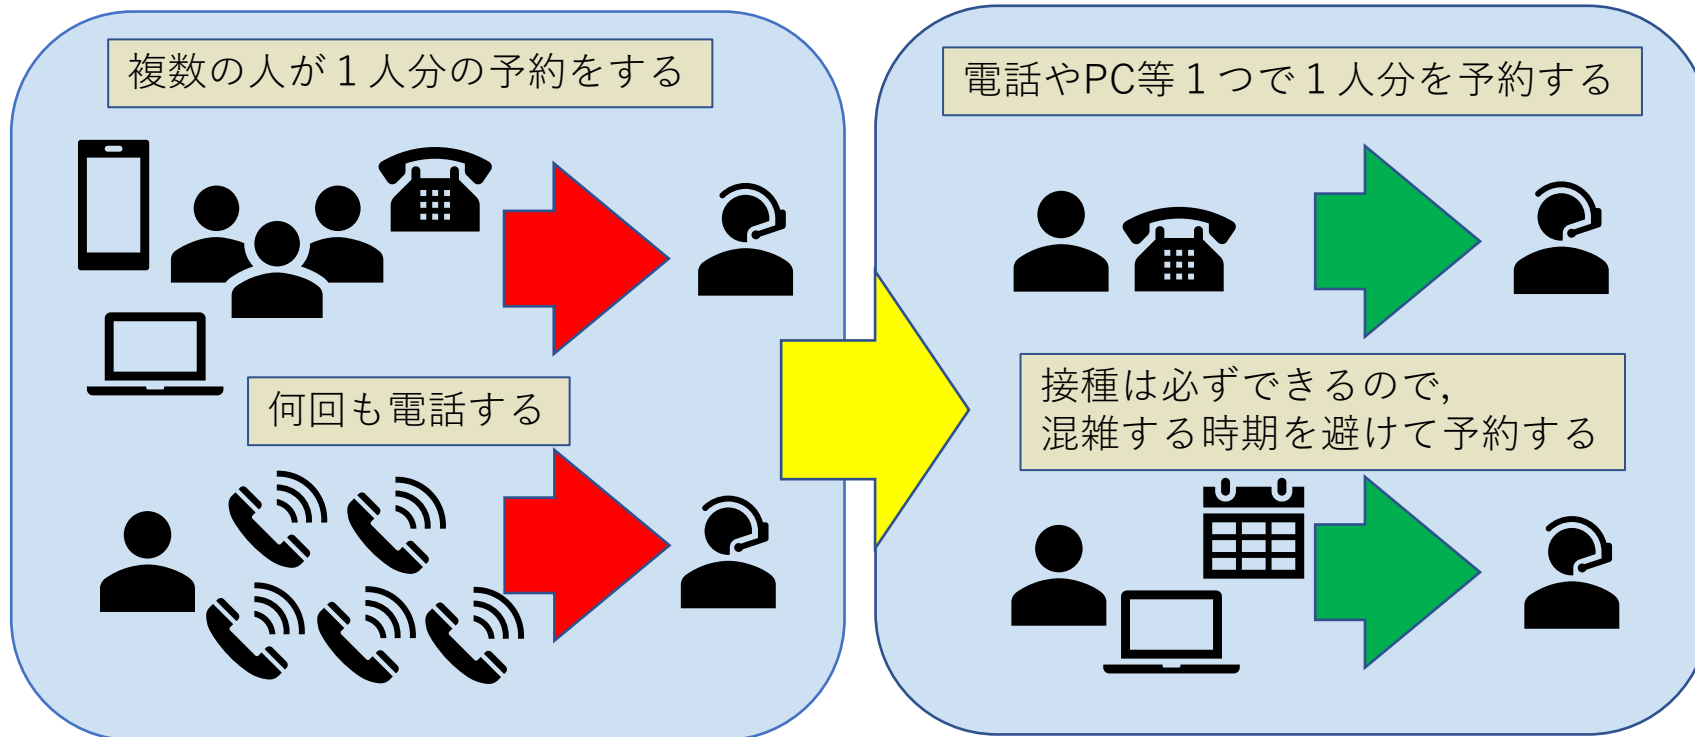 複数の人が１人分の予約をする
何回も電話する
電話やPC等１つで１人分を予約する
接種は必ずできるので,
混雑する時期を避けて予約する